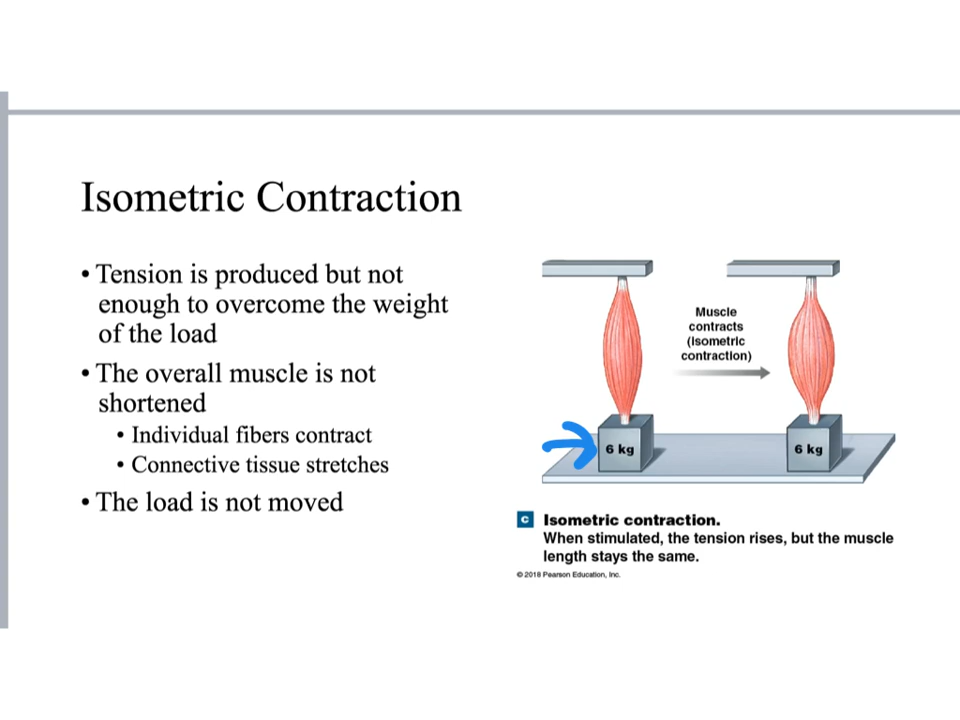 Isometric Contraction
• Tension is produced but not
enough to overcome the weight
of the load
• The overall muscle is not
shortened
• Individual fibers contract
• Connective tissue stretches
• The load is not moved
Muscle
contracts
(isometric
contraction)
6 kg
6 kg
c Isometric contraction.
When stimulated, the tension rises, but the muscle
length stays the same.
© 2018 Pearson Education, Inc.